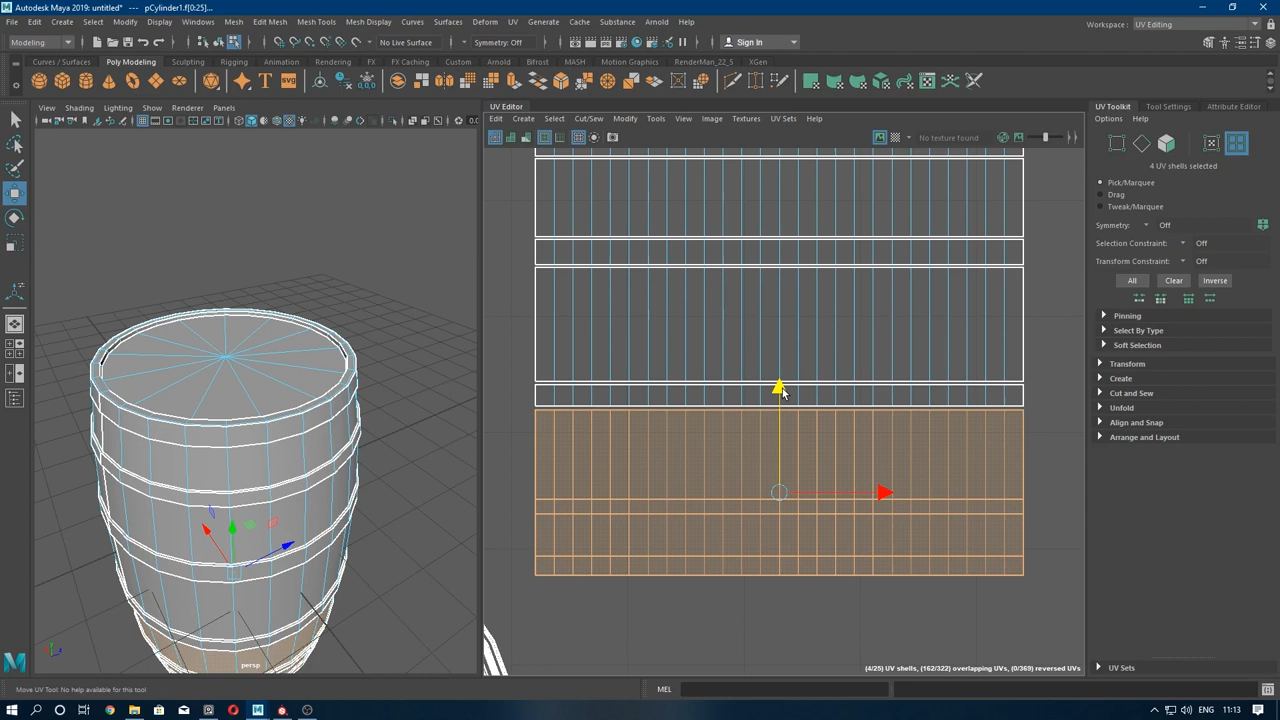 Autodesk Maya 2019: untitled* --- pCylinder1.f[0:25]...
File Edit Create Select Modify Display Windows Mesh Edit Mesh Mesh Tools Mesh Display Curves Surfaces Deform UV Generate Cache Substance Arnold Help
Workspace : UV Editing
Modeling No Live Surface Symmetry: Off Sign In
Curves / Surfaces Poly Modeling Sculpting Rigging Animation Rendering FX FX Caching Custom Arnold Bifrost MASH Motion Graphics RenderMan_22_5 XGen
SVG
View Shading Lighting Show Renderer Panels
0.0
UV Editor
Edit Create Select Cut/Sew Modify Tools View Image Textures UV Sets Help
No texture found
UV Toolkit Tool Settings Attribute Editor
Options Help
4 UV shells selected
Pick/Marquee
Drag
Tweak/Marquee
Symmetry: Off
Selection Constraint: Off
Transform Constraint: Off
All Clear Inverse
Pinning
Select By Type
Soft Selection
Transform
Create
Cut and Sew
Unfold
Align and Snap
Arrange and Layout
persp
(4/25) UV shells, (162/322) overlapping UVs, (0/369) reversed UVs
UV Sets
Move UV Tool: No help available for this tool
MEL
ENG 11:13